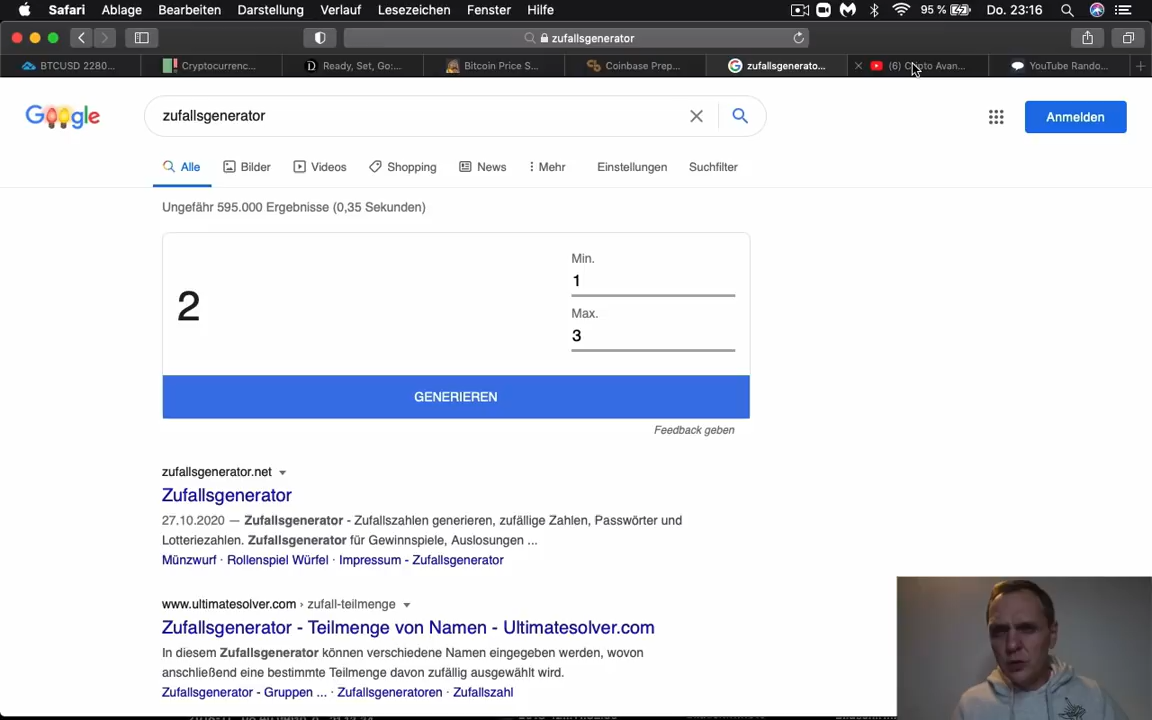 Safari Ablage Bearbeiten Darstellung Verlauf Lesezeichen Fenster Hilfe 95 % Do. 23:16
zufallsgenerator
BTCUSD 2280... Cryptocurrenc... Ready, Set, Go:... Bitcoin Price S... Coinbase Prep... zufallsgenerato... (6) Crypto Avan... YouTube Rando...
Google zufallsgenerator Anmelden
Alle Bilder Videos Shopping News Mehr Einstellungen Suchfilter
Ungefähr 595.000 Ergebnisse (0,35 Sekunden)
Min.
1
2
Max.
3
GENERIEREN
Feedback geben
zufallsgenerator.net
Zufallsgenerator
27.10.2020 — Zufallsgenerator - Zufallszahlen generieren, zufällige Zahlen, Passwörter und
Lotteriezahlen. Zufallsgenerator für Gewinnspiele, Auslosungen ...
Münzwurf · Rollenspiel Würfel · Impressum - Zufallsgenerator
www.ultimatesolver.com › zufall-teilmenge
Zufallsgenerator - Teilmenge von Namen - Ultimatesolver.com
In diesem Zufallsgenerator können verschiedene Namen eingegeben werden, wovon
anschließend eine bestimmte Teilmenge davon zufällig ausgewählt wird.
Zufallsgenerator - Gruppen ... · Zufallsgeneratoren · Zufallszahl